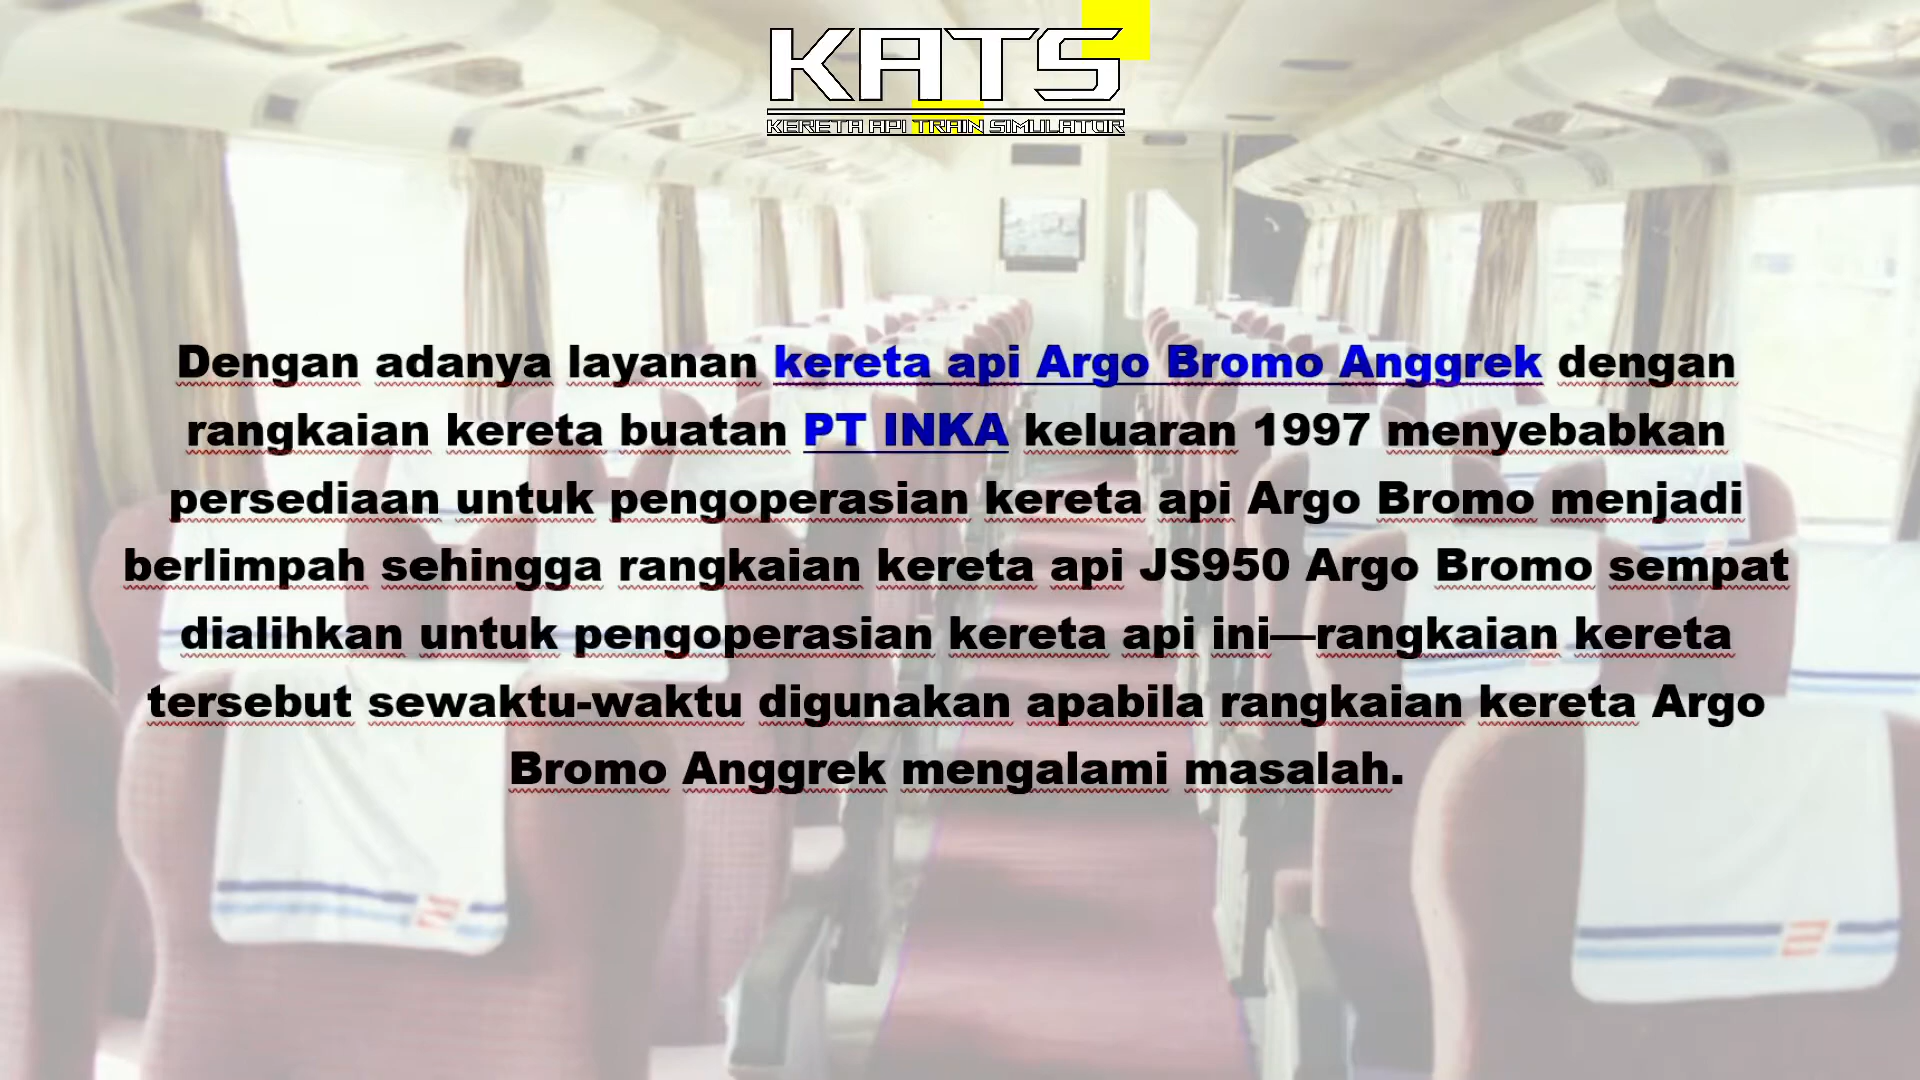 KATS
KERETA API TRAIN SIMULATOR
Dengan adanya layanan kereta api Argo Bromo Anggrek dengan
rangkaian kereta buatan PT INKA keluaran 1997 menyebabkan
persediaan untuk pengoperasian kereta api Argo Bromo menjadi
berlimpah sehingga rangkaian kereta api JS950 Argo Bromo sempat
dialihkan untuk pengoperasian kereta api ini—rangkaian kereta
tersebut sewaktu-waktu digunakan apabila rangkaian kereta Argo
Bromo Anggrek mengalami masalah.